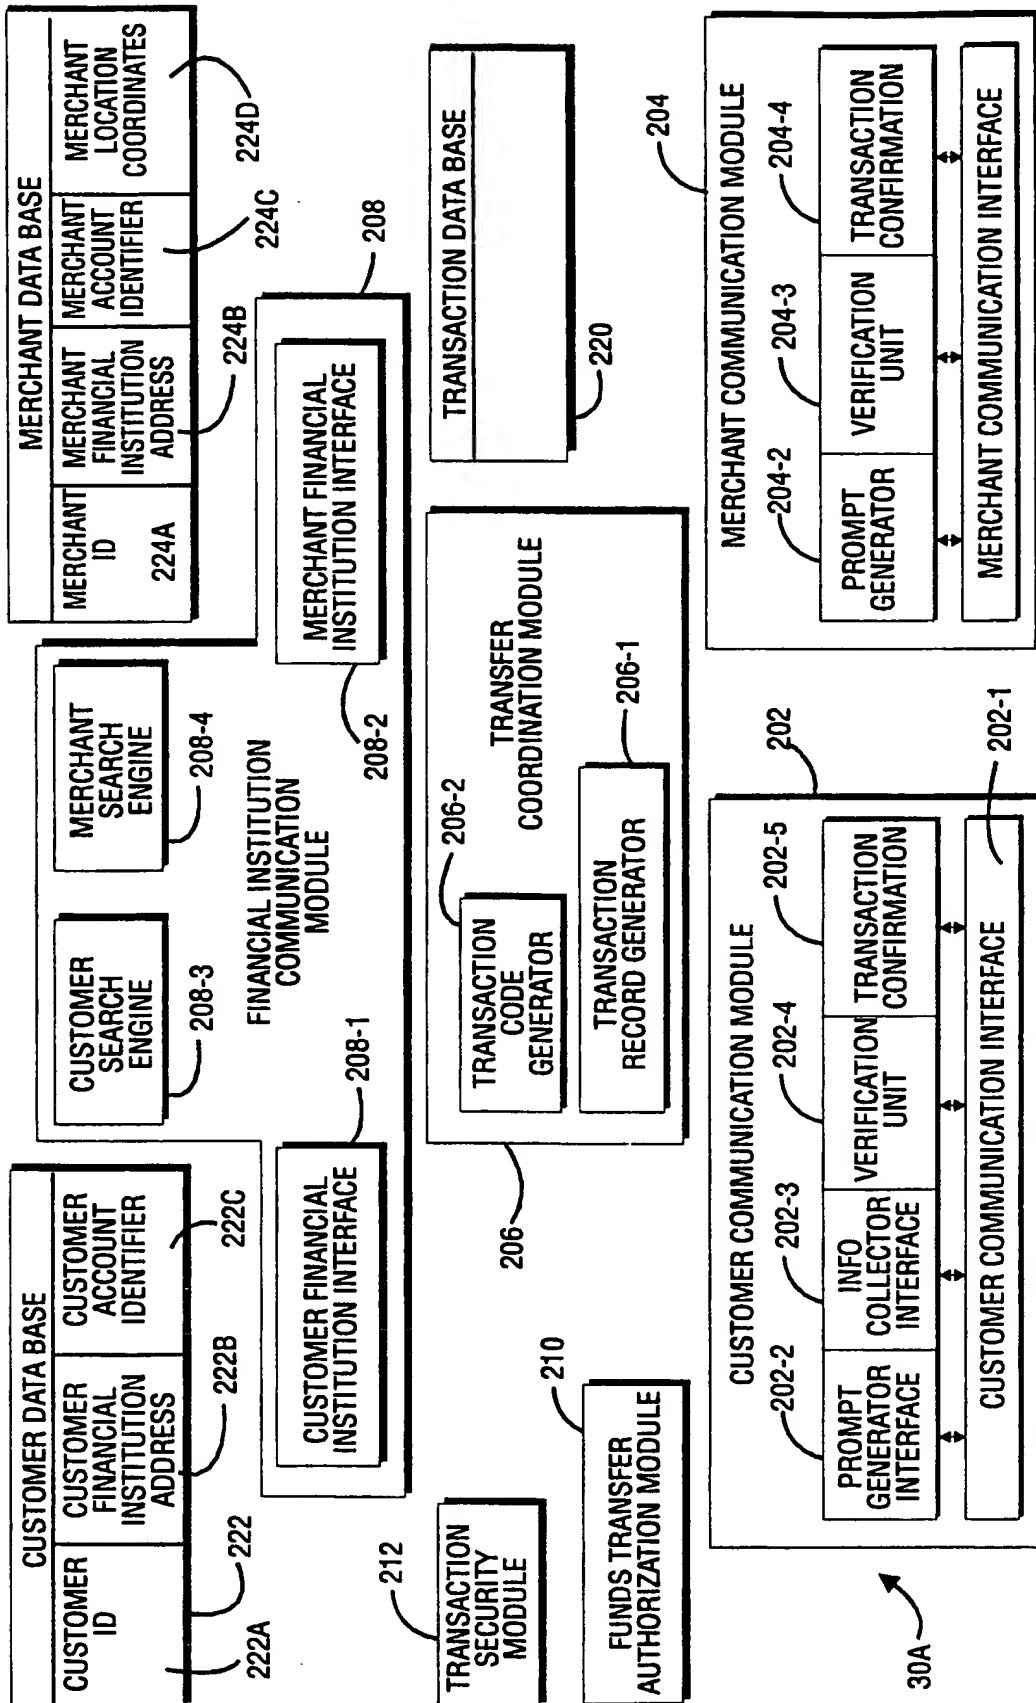 CUSTOMER DATA BASE
CUSTOMER
ID
CUSTOMER
FINANCIAL
INSTITUTION
ADDRESS
CUSTOMER
ACCOUNT
IDENTIFIER
222A
222
222B
222C
CUSTOMER
SEARCH
ENGINE
208-3
MERCHANT
SEARCH
ENGINE
208-4
FINANCIAL INSTITUTION
COMMUNICATION
MODULE
208-1
CUSTOMER FINANCIAL
INSTITUTION INTERFACE
208-2
MERCHANT FINANCIAL
INSTITUTION INTERFACE
208
MERCHANT DATA BASE
MERCHANT
ID
224A
MERCHANT
FINANCIAL
INSTITUTION
ADDRESS
224B
MERCHANT
ACCOUNT
IDENTIFIER
224C
MERCHANT
LOCATION
COORDINATES
224D
212
TRANSACTION
SECURITY
MODULE
210
FUNDS TRANSFER
AUTHORIZATION MODULE
206
206-2
TRANSACTION
CODE
GENERATOR
TRANSFER
COORDINATION MODULE
206-1
TRANSACTION
RECORD GENERATOR
TRANSACTION DATA BASE
220
30A
202
CUSTOMER COMMUNICATION MODULE
202-2
202-3
202-4
202-5
PROMPT
GENERATOR
INTERFACE
INFO
COLLECTOR
INTERFACE
VERIFICATION
UNIT
TRANSACTION
CONFIRMATION
CUSTOMER COMMUNICATION INTERFACE
202-1
204
MERCHANT COMMUNICATION MODULE
204-2
204-3
204-4
PROMPT
GENERATOR
VERIFICATION
UNIT
TRANSACTION
CONFIRMATION
MERCHANT COMMUNICATION INTERFACE